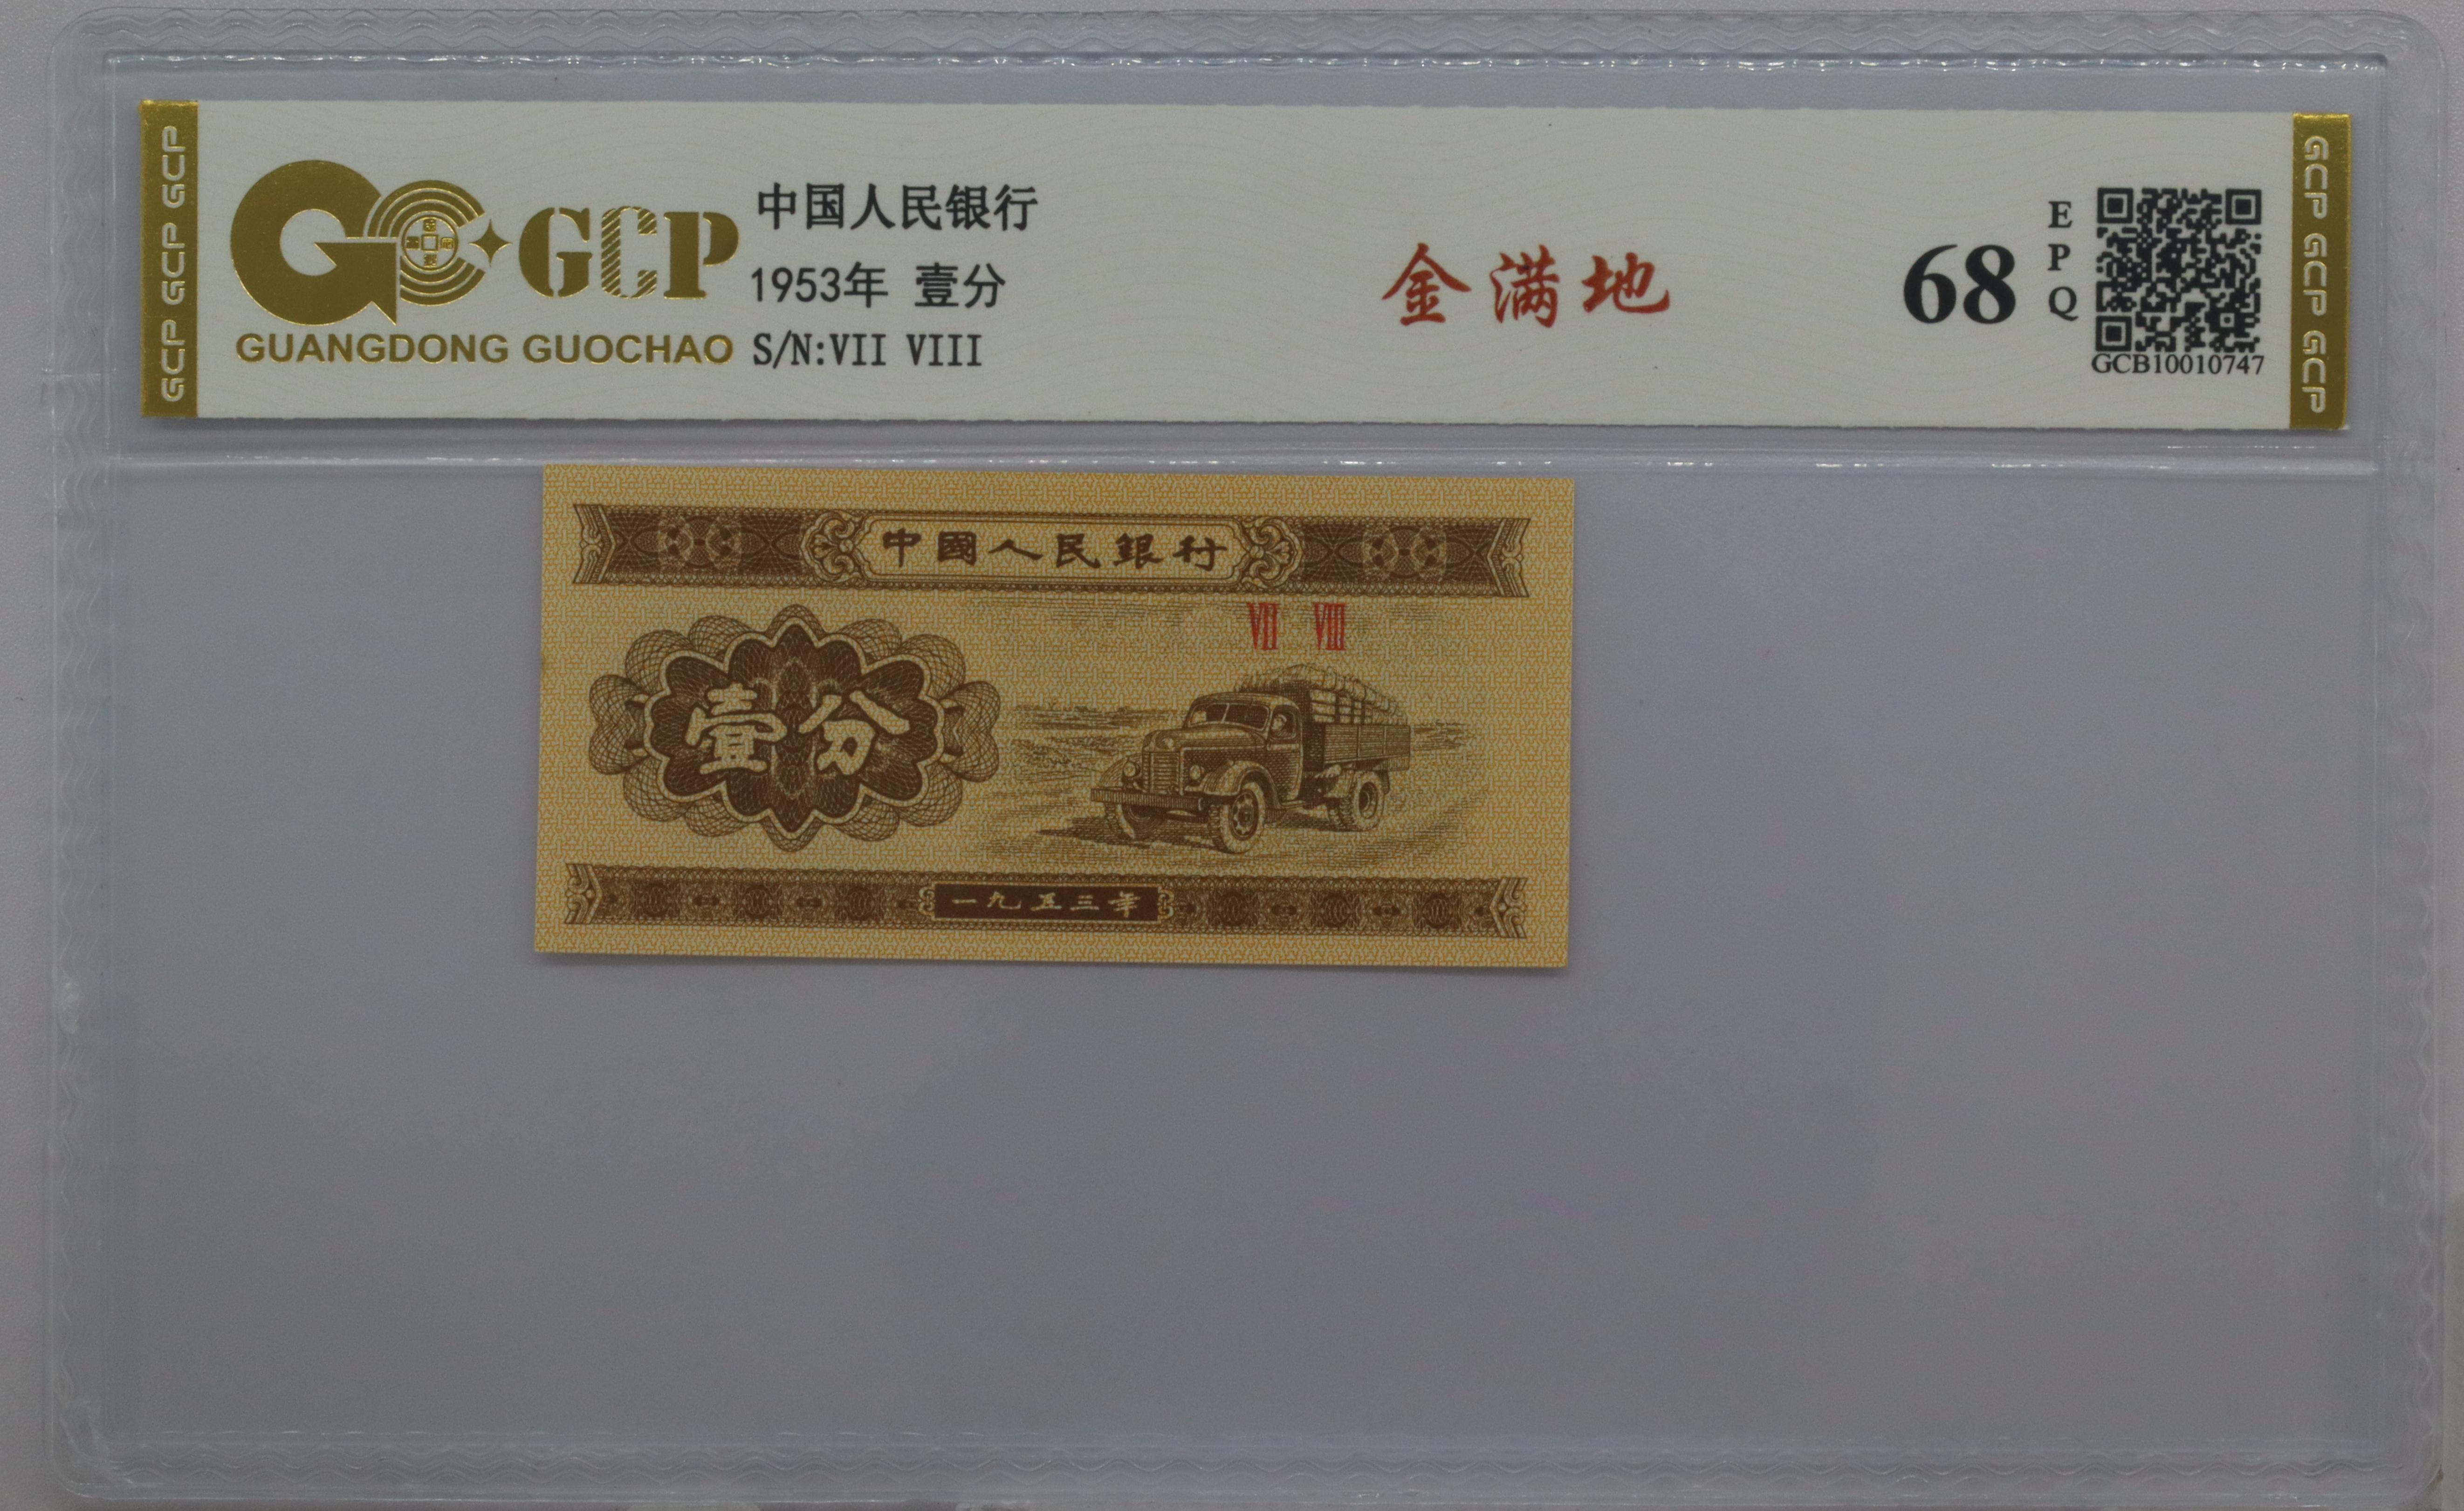 GCP GCP GCP
GCP
GUANGDONG GUOCHAO
中国人民银行
1953年 壹分
S/N:VII VIII
金满地
68
EPQ
GCB10010747
GCP GCP GCP
中國人民銀行
VII VIII
壹分
一九五三年